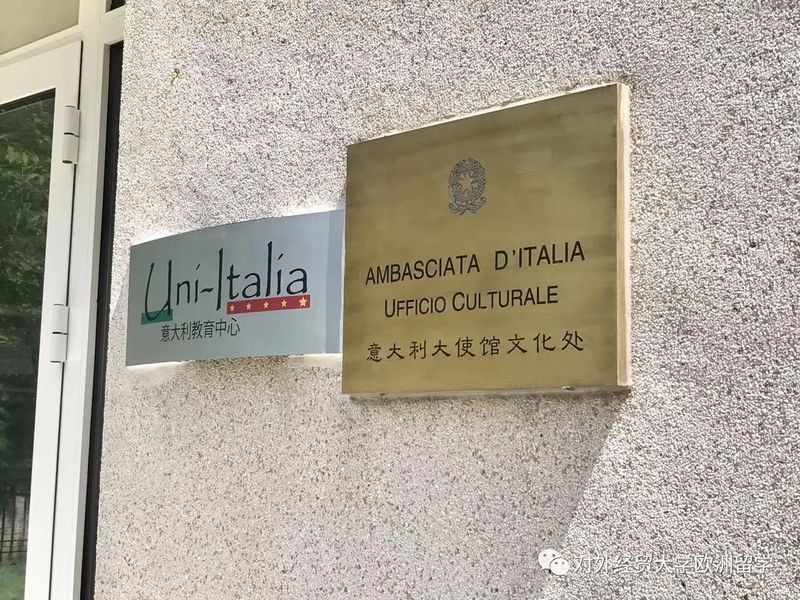 Uni-Italia
意大利教育中心
AMBASCIATA D'ITALIA
UFFICIO CULTURALE
意大利大使馆文化处
对外经贸大学欧洲留学